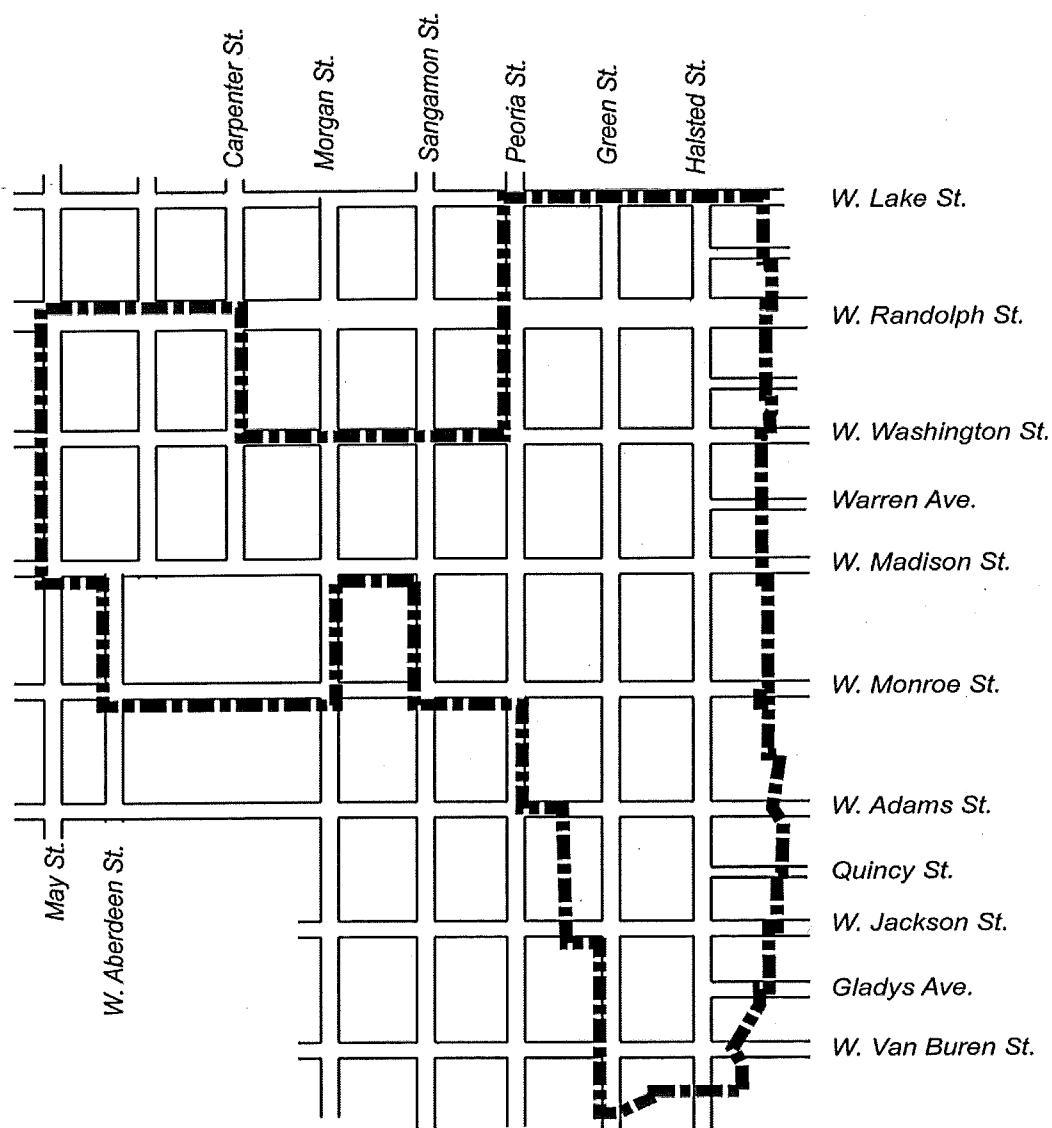 Carpenter St.
Morgan St.
Sangamon St.
Peoria St.
Green St.
Halsted St.
W. Lake St.
W. Randolph St.
W. Washington St.
Warren Ave.
W. Madison St.
W. Monroe St.
W. Adams St.
May St.
W. Aberdeen St.
Quincy St.
W. Jackson St.
Gladys Ave.
W. Van Buren St.